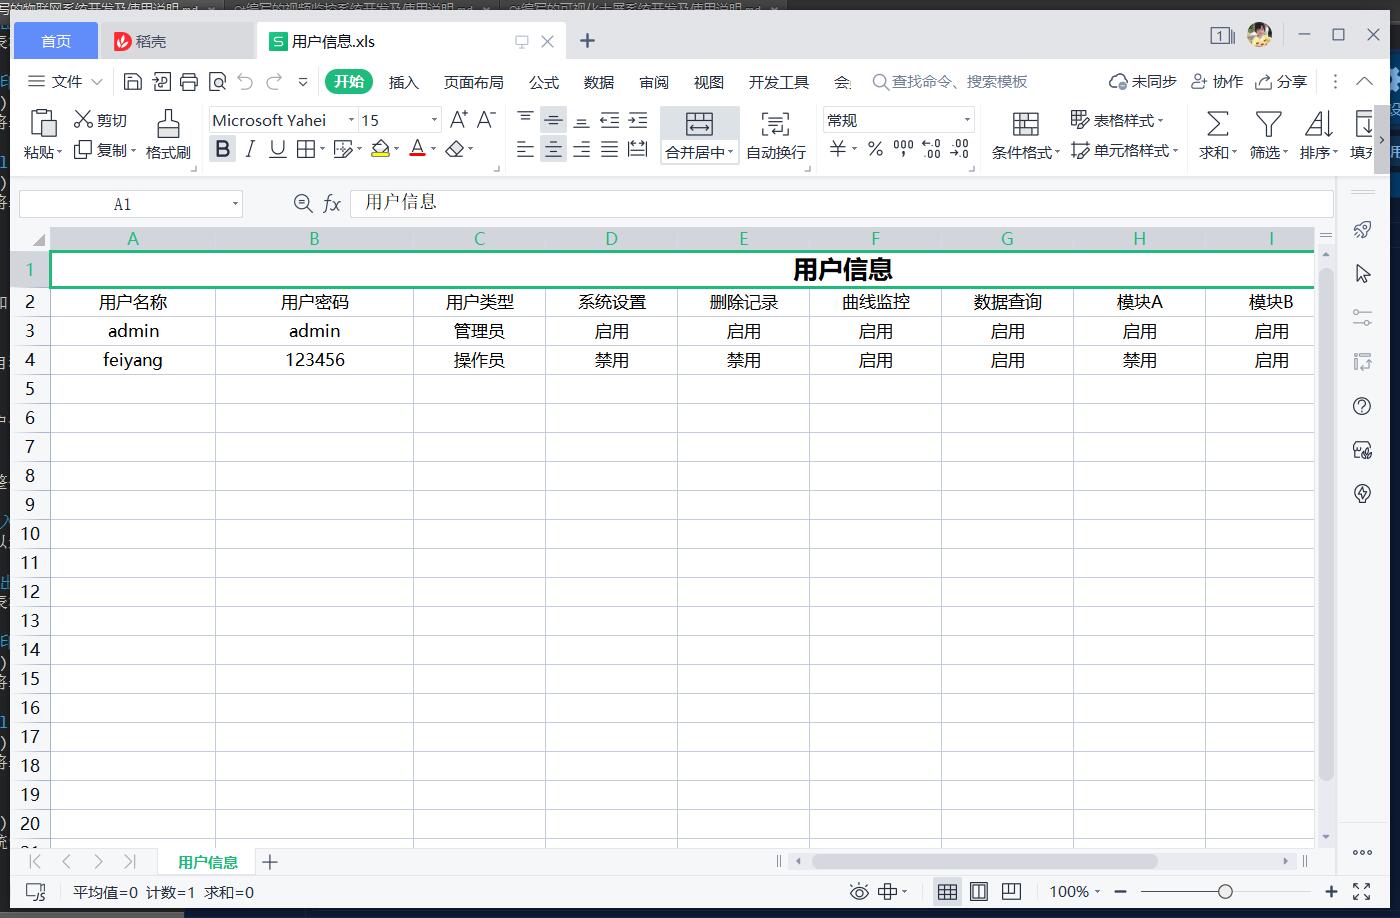 首页 稻壳 用户信息.xls
文件 开始 插入 页面布局 公式 数据 审阅 视图 开发工具 会 查找命令、搜索模板 未同步 协作 分享
粘贴 剪切 复制 格式刷 Microsoft Yahei 15 合并居中 自动换行 常规 条件格式 表格样式 单元格样式 求和 筛选 排序 填充
A1 fx 用户信息
A B C D E F G H I
1 用户信息
2 用户名称 用户密码 用户类型 系统设置 删除记录 曲线监控 数据查询 模块A 模块B
3 admin admin 管理员 启用 启用 启用 启用 启用 启用
4 feiyang 123456 操作员 禁用 禁用 启用 启用 禁用 启用
5
6
7
8
9
10
11
12
13
14
15
16
17
18
19
20
用户信息
平均值=0 计数=1 求和=0 100%